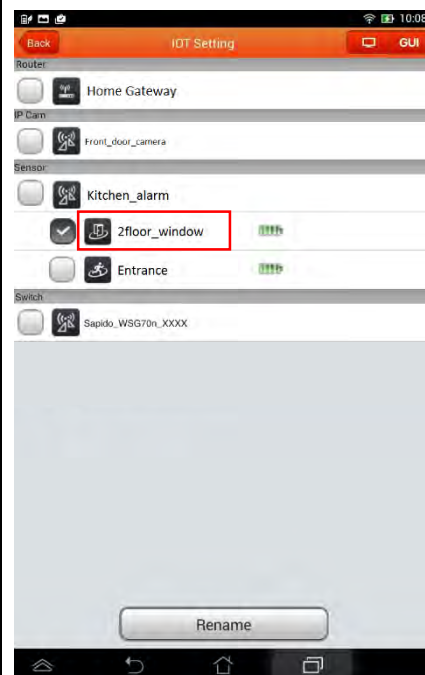 10:08
Back IOT Setting GUI
Router
Home Gateway
IP Cam
Front_door_camera
Sensor
Kitchen_alarm
2floor_window
Entrance
Switch
Sapido_WSG70n_XXXX
Rename